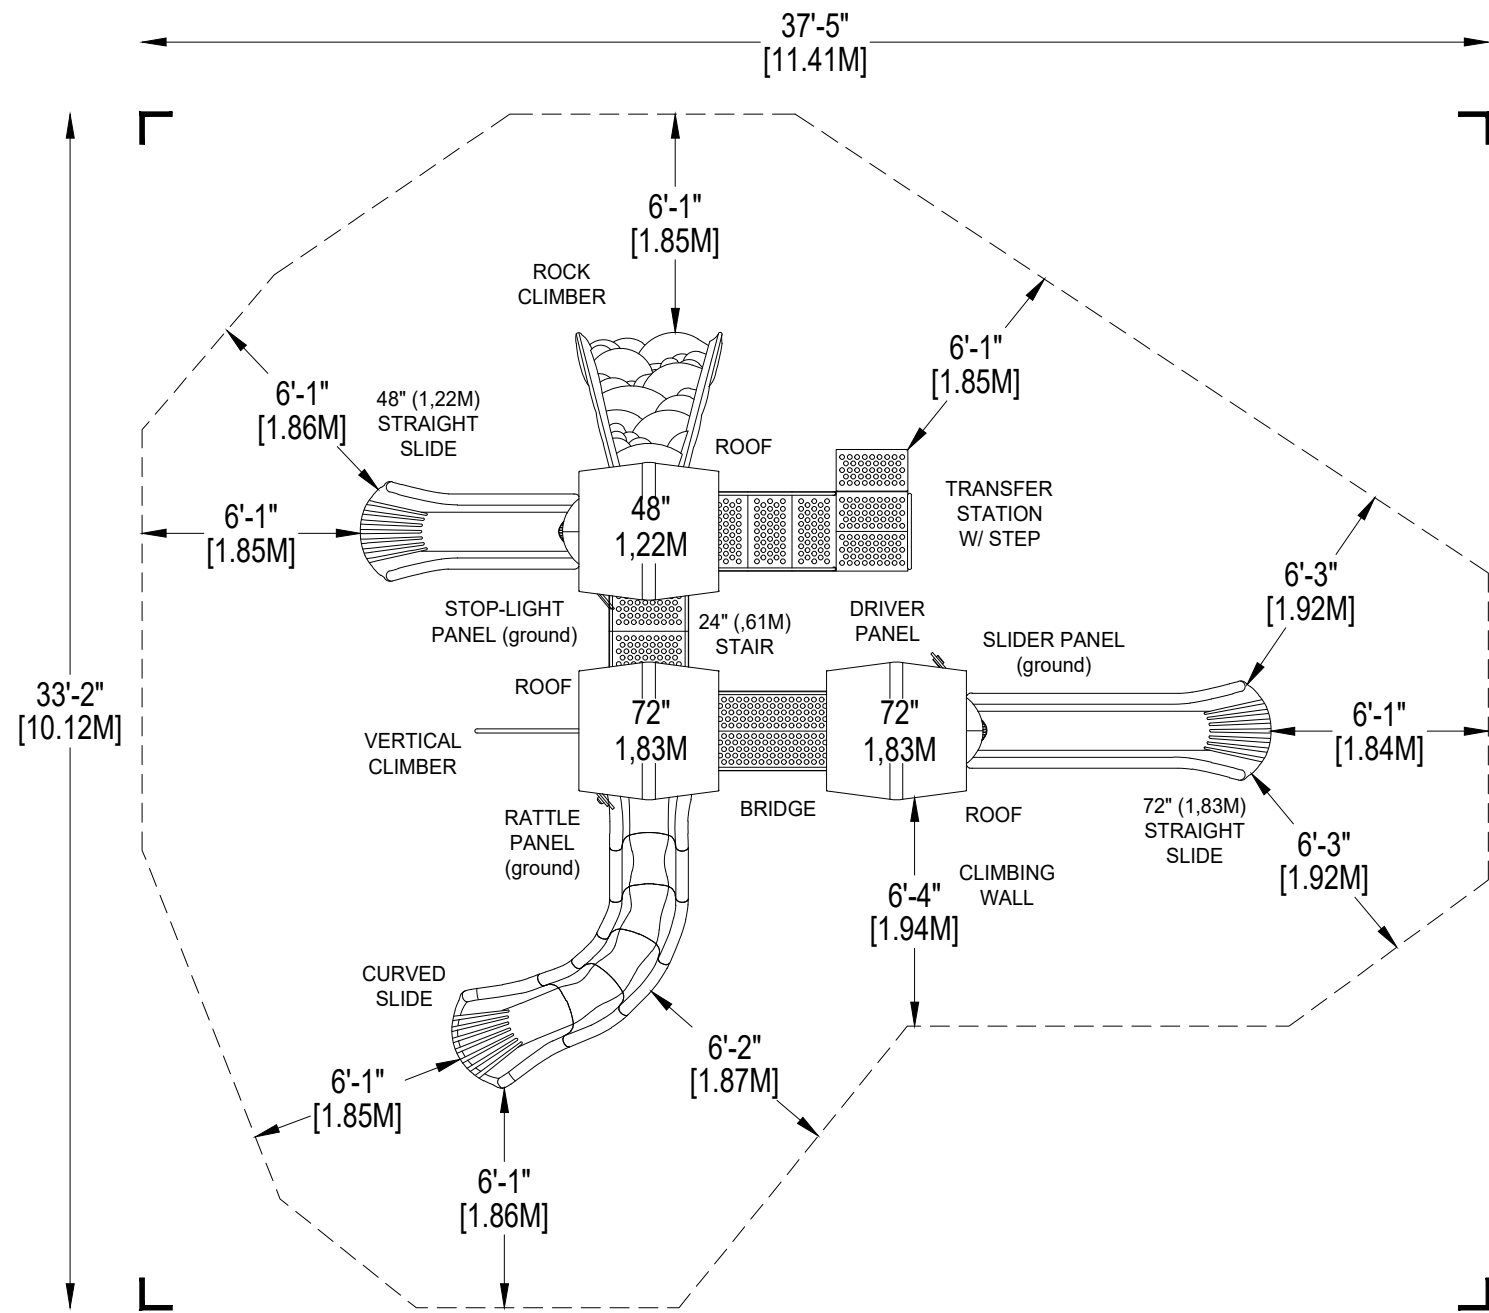 37'-5"
[11.41M]
6'-1"
[1.85M]
ROCK
CLIMBER
6'-1"
[1.85M]
6'-1"
[1.86M]
48" (1,22M)
STRAIGHT
SLIDE
ROOF
48"
1,22M
TRANSFER
STATION
W/ STEP
6'-1"
[1.85M]
6'-3"
[1.92M]
STOP-LIGHT
PANEL (ground)
24" (,61M)
STAIR
DRIVER
PANEL
SLIDER PANEL
(ground)
33'-2"
[10.12M]
ROOF
72"
1,83M
72"
1,83M
6'-1"
[1.84M]
VERTICAL
CLIMBER
RATTLE
PANEL
(ground)
BRIDGE
ROOF
72" (1,83M)
STRAIGHT
SLIDE
6'-3"
[1.92M]
CLIMBING
WALL
6'-4"
[1.94M]
CURVED
SLIDE
6'-2"
[1.87M]
6'-1"
[1.85M]
6'-1"
[1.86M]